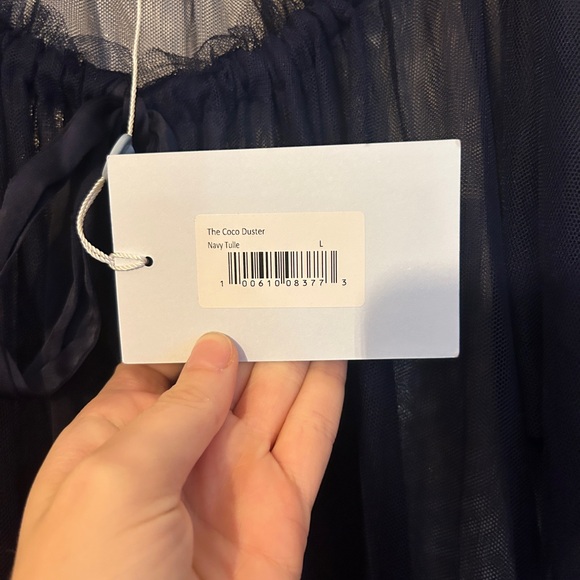 The Coco Duster
Navy Tulle L
1 00610 08377 3